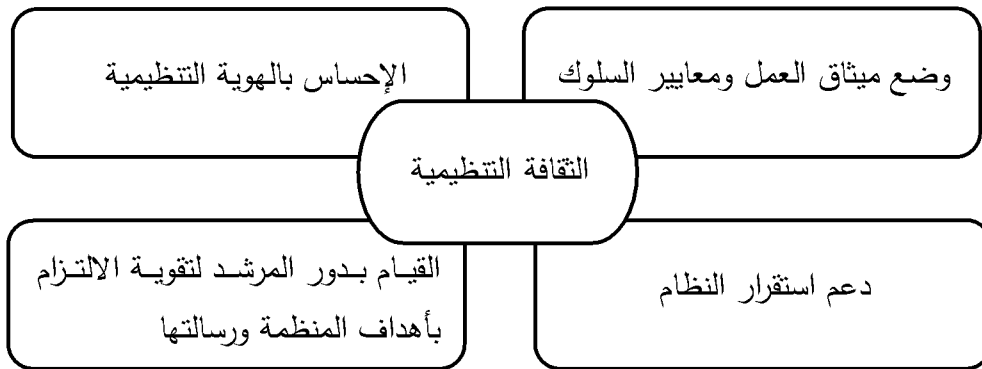 وضع ميثاق العمل ومعايير السلوك
الإحساس بالهوية التنظيمية
الثقافة التنظيمية
دعم استقرار النظام
القيام بدور المرشد لتقوية الالتزام
بأهداف المنظمة ورسالتها